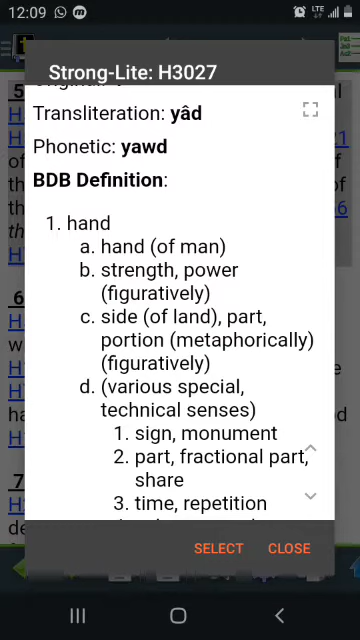 12:09
LTE
Strong-Lite: H3027
Transliteration: yâd
Phonetic: yawd
BDB Definition:
1. hand
a. hand (of man)
b. strength, power
(figuratively)
c. side (of land), part,
portion (metaphorically)
(figuratively)
d. (various special,
technical senses)
1. sign, monument
2. part, fractional part,
share
3. time, repetition
SELECT
CLOSE